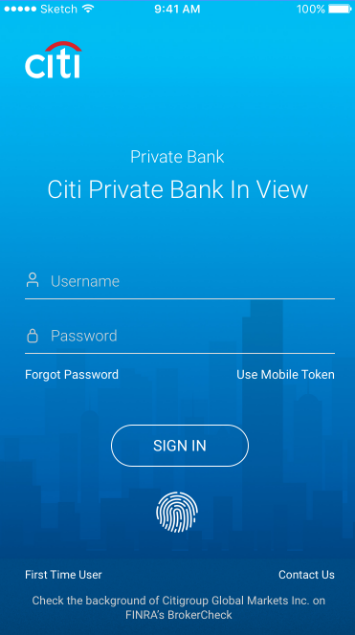 Sketch 9:41 AM 100%
citi
Private Bank
Citi Private Bank In View
Username
Password
Forgot Password Use Mobile Token
SIGN IN
First Time User Contact Us
Check the background of Citigroup Global Markets Inc. on
FINRA's BrokerCheck